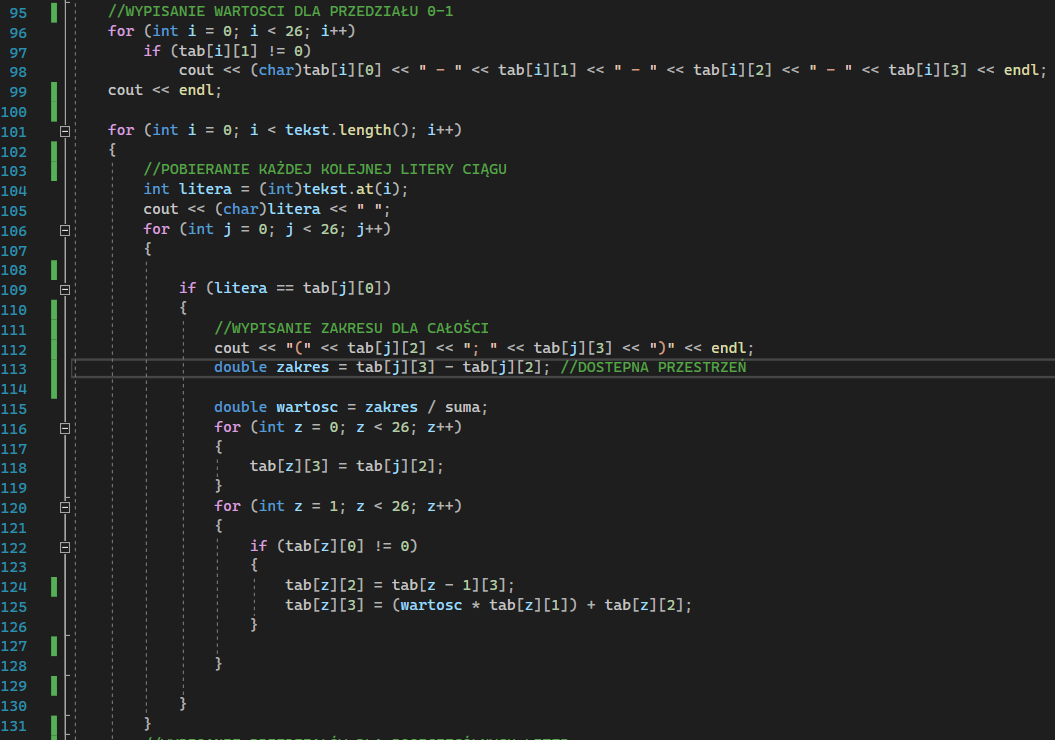 95 //WYPISANIE WARTOSCI DLA PRZEDZIAŁU 0-1
96 for (int i = 0; i < 26; i++)
97 if (tab[i][1] != 0)
98 cout << (char)tab[i][0] << " - " << tab[i][1] << " - " << tab[i][2] << " - " << tab[i][3] << endl;
99 cout << endl;
100
101 for (int i = 0; i < tekst.length(); i++)
102 {
103 //POBIERANIE KAŻDEJ KOLEJNEJ LITERY CIĄGU
104 int litera = (int)tekst.at(i);
105 cout << (char)litera << " ";
106 for (int j = 0; j < 26; j++)
107 {
108
109 if (litera == tab[j][0])
110 {
111 //WYPISANIE ZAKRESU DLA CAŁOŚCI
112 cout << "(" << tab[j][2] << "; " << tab[j][3] << ")" << endl;
113 double zakres = tab[j][3] - tab[j][2]; //DOSTEPNA PRZESTRZEŃ
114
115 double wartosc = zakres / suma;
116 for (int z = 0; z < 26; z++)
117 {
118 tab[z][3] = tab[j][2];
119 }
120 for (int z = 1; z < 26; z++)
121 {
122 if (tab[z][0] != 0)
123 {
124 tab[z][2] = tab[z - 1][3];
125 tab[z][3] = (wartosc * tab[z][1]) + tab[z][2];
126 }
127
128 }
129
130 }
131 }